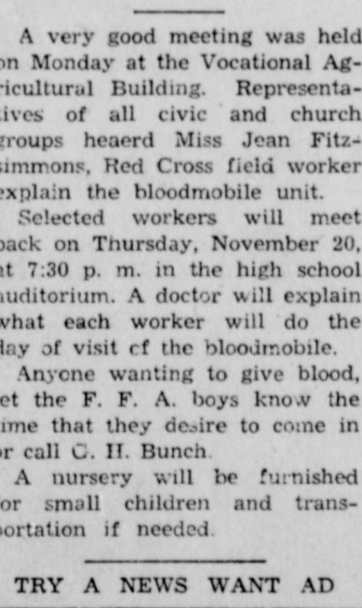 A very good meeting was held
on Monday at the Vocational Ag-
ricultural Building. Representa-
tives of all civic and church
groups heaerd Miss Jean Fitz-
simmons, Red Cross field worker
explain the bloodmobile unit.
Selected workers will meet
back on Thursday, November 20,
at 7:30 p. m. in the high school
auditorium. A doctor will explain
what each worker will do the
day of visit cf the bloodmobile.
Anyone wanting to give blood,
let the F. F. A. boys know the
time that they desire to come in
or call C. H. Bunch.
A nursery will be furnished
for small children and trans-
portation if needed.
TRY A NEWS WANT AD